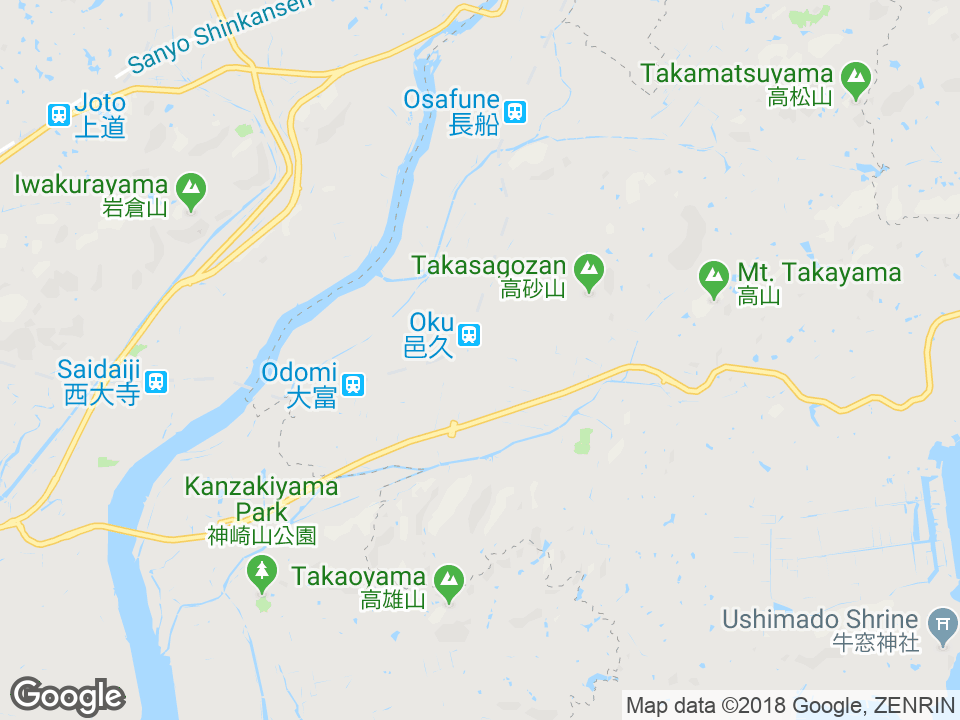 Sanyo Shinkansen
Takamatsuyama
高松山
Joto
上道
Osafune
長船
Iwakurayama
岩倉山
Takasagozan
高砂山
Mt. Takayama
高山
Oku
邑久
Saidaiji
西大寺
Odomi
大富
Kanzakiyama
Park
神崎山公園
Takaoyama
高雄山
Ushimado Shrine
牛窓神社
Google
Map data ©2018 Google, ZENRIN